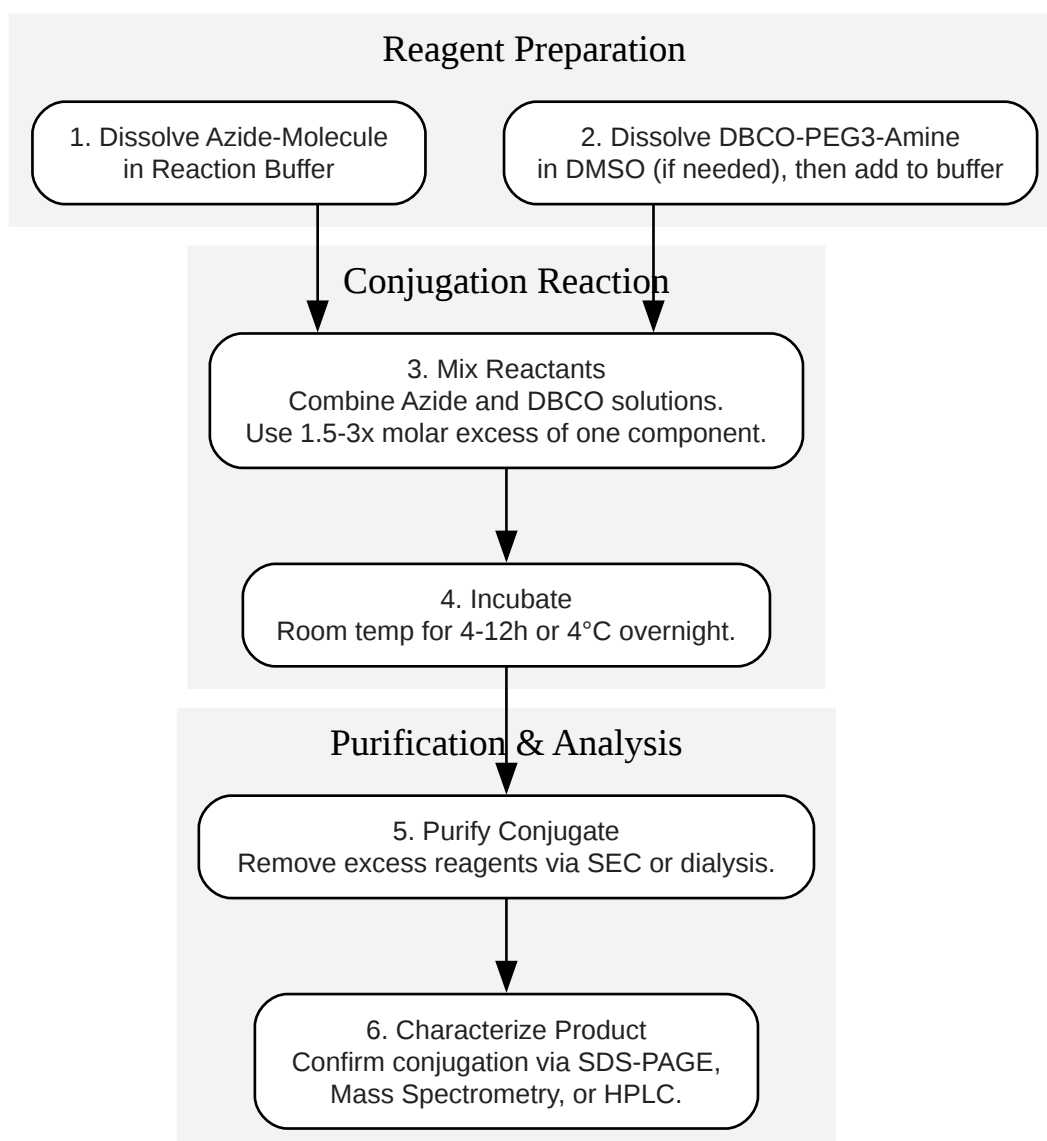 Reagent Preparation
1. Dissolve Azide-Molecule
in Reaction Buffer
2. Dissolve DBCO-PEG3-Amine
in DMSO (if needed), then add to buffer
Conjugation Reaction
3. Mix Reactants
Combine Azide and DBCO solutions.
Use 1.5-3x molar excess of one component.
4. Incubate
Room temp for 4-12h or 4°C overnight.
Purification & Analysis
5. Purify Conjugate
Remove excess reagents via SEC or dialysis.
6. Characterize Product
Confirm conjugation via SDS-PAGE,
Mass Spectrometry, or HPLC.